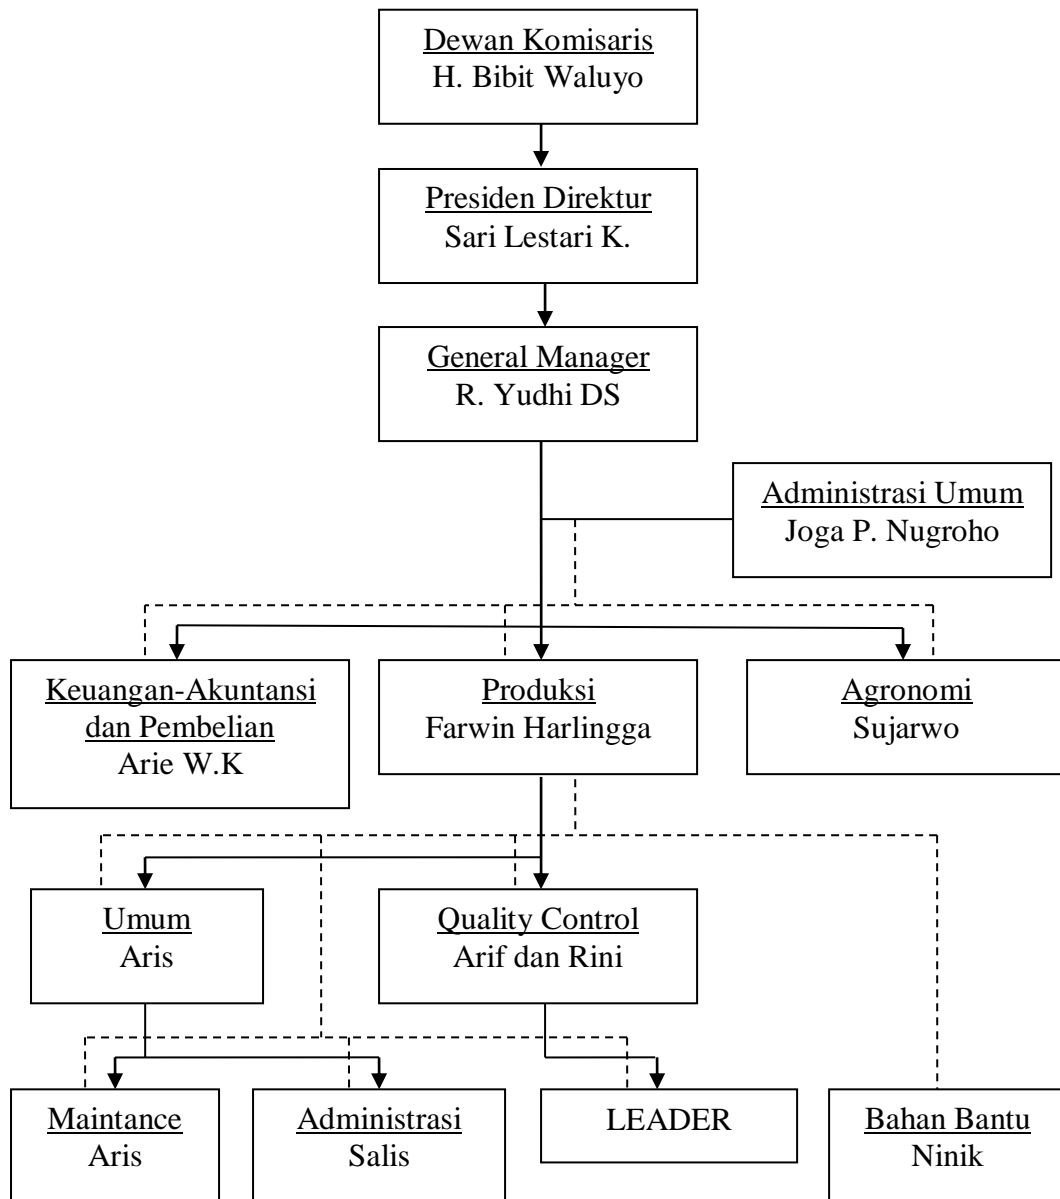 Dewan Komisaris
H. Bibit Waluyo
Presiden Direktur
Sari Lestari K.
General Manager
R. Yudhi DS
Administrasi Umum
Joga P. Nugroho
Keuangan-Akuntansi
dan Pembelian
Arie W.K
Produksi
Farwin Harlingga
Agronomi
Sujarwo
Umum
Aris
Quality Control
Arif dan Rini
Maintance
Aris
Administrasi
Salis
LEADER
Bahan Bantu
Ninik